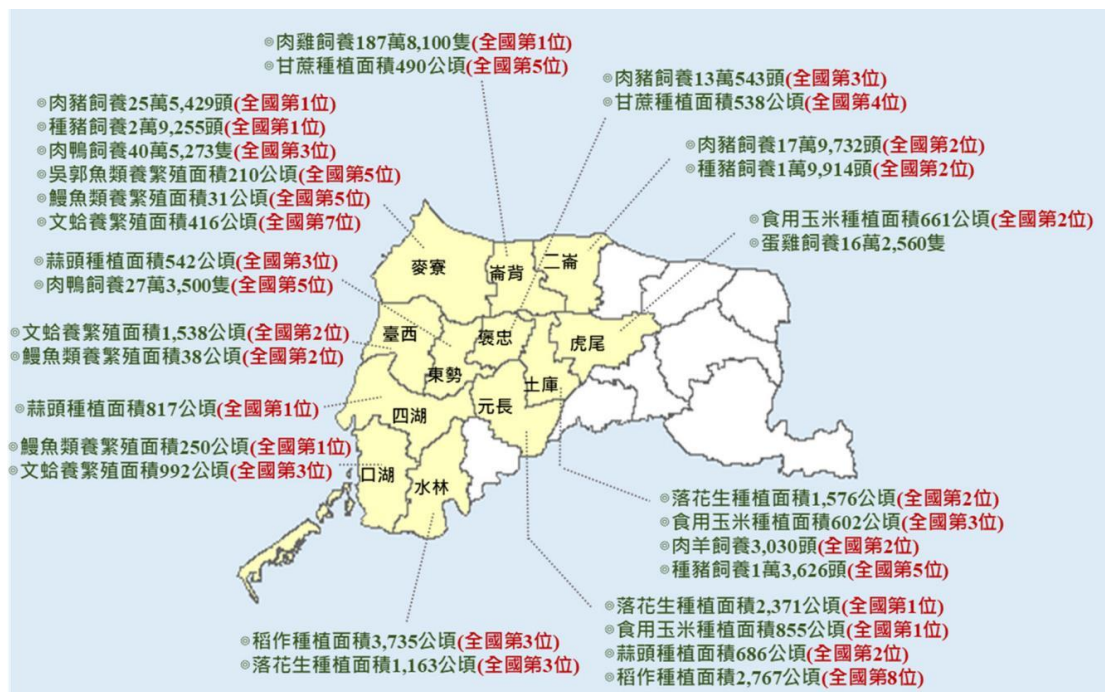 ◎肉雞飼養187萬8,100隻(全國第1位)
◎甘蔗種植面積490公頃(全國第5位)
◎肉豬飼養13萬543頭(全國第3位)
◎甘蔗種植面積538公頃(全國第4位)
◎肉豬飼養25萬5,429頭(全國第1位)
◎種豬飼養2萬9,255頭(全國第1位)
◎肉鴨飼養40萬5,273隻(全國第3位)
◎吳郭魚類養繁殖面積210公頃(全國第5位)
◎鰻魚類養繁殖面積31公頃(全國第5位)
◎文蛤養繁殖面積416公頃(全國第7位)
◎肉豬飼養17萬9,732頭(全國第2位)
◎種豬飼養1萬9,914頭(全國第2位)
◎食用玉米種植面積661公頃(全國第2位)
◎蛋雞飼養16萬2,560隻
◎蒜頭種植面積542公頃(全國第3位)
◎肉鴨飼養27萬3,500隻(全國第5位)
麥寮
崙背
二崙
◎文蛤養繁殖面積1,538公頃(全國第2位)
◎鰻魚類養繁殖面積38公頃(全國第2位)
臺西
東勢
褒忠
土庫
虎尾
◎蒜頭種植面積817公頃(全國第1位)
四湖
元長
◎鰻魚類養繁殖面積250公頃(全國第1位)
◎文蛤養繁殖面積992公頃(全國第3位)
口湖
水林
◎落花生種植面積1,576公頃(全國第2位)
◎食用玉米種植面積602公頃(全國第3位)
◎肉羊飼養3,030頭(全國第2位)
◎種豬飼養1萬3,626頭(全國第5位)
◎落花生種植面積2,371公頃(全國第1位)
◎食用玉米種植面積855公頃(全國第1位)
◎蒜頭種植面積686公頃(全國第2位)
◎稻作種植面積2,767公頃(全國第8位)
◎稻作種植面積3,735公頃(全國第3位)
◎落花生種植面積1,163公頃(全國第3位)